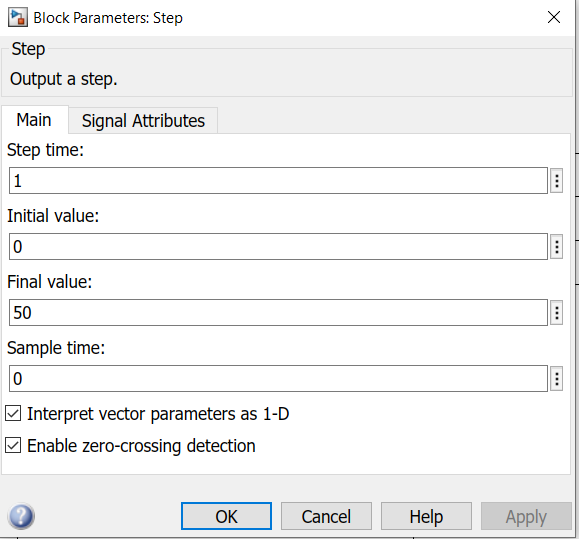 Block Parameters: Step
Step
Output a step.
Main Signal Attributes
Step time:
1
Initial value:
0
Final value:
50
Sample time:
0
Interpret vector parameters as 1-D
Enable zero-crossing detection
? OK Cancel Help Apply